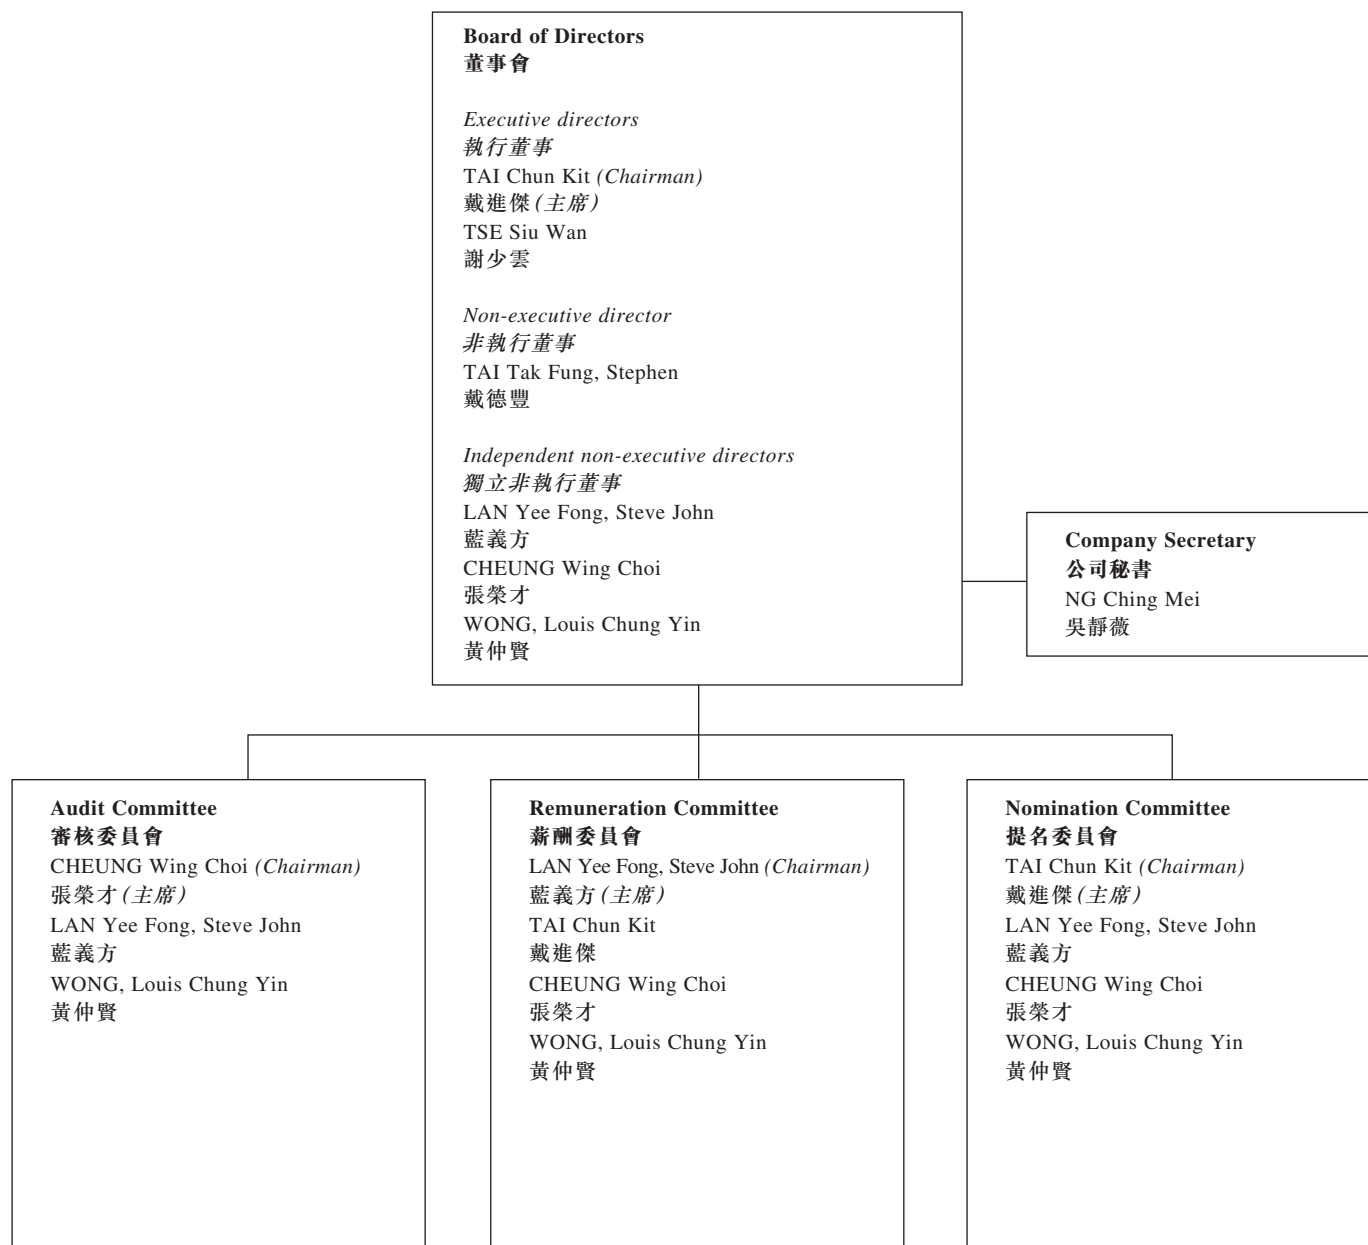 Board of Directors
董事會
Executive directors
執行董事
TAI Chun Kit (Chairman)
戴進傑(主席)
TSE Siu Wan
謝少雲
Non-executive director
非執行董事
TAI Tak Fung, Stephen
戴德豐
Independent non-executive directors
獨立非執行董事
LAN Yee Fong, Steve John
藍義方
CHEUNG Wing Choi
張榮才
WONG, Louis Chung Yin
黃仲賢
Company Secretary
公司秘書
NG Ching Mei
吳靜薇
Audit Committee
審核委員會
CHEUNG Wing Choi (Chairman)
張榮才(主席)
LAN Yee Fong, Steve John
藍義方
WONG, Louis Chung Yin
黃仲賢
Remuneration Committee
薪酬委員會
LAN Yee Fong, Steve John (Chairman)
藍義方(主席)
TAI Chun Kit
戴進傑
CHEUNG Wing Choi
張榮才
WONG, Louis Chung Yin
黃仲賢
Nomination Committee
提名委員會
TAI Chun Kit (Chairman)
戴進傑(主席)
LAN Yee Fong, Steve John
藍義方
CHEUNG Wing Choi
張榮才
WONG, Louis Chung Yin
黃仲賢